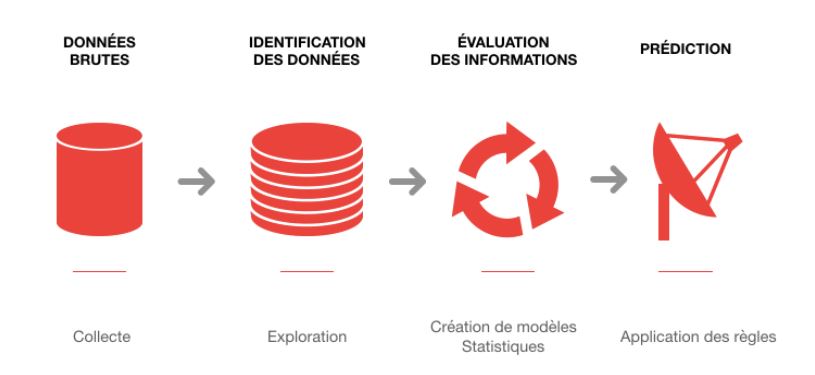 DONNÉES
BRUTES
IDENTIFICATION
DES DONNÉES
ÉVALUATION
DES INFORMATIONS
PRÉDICTION
Collecte
Exploration
Création de modèles
Statistiques
Application des règles